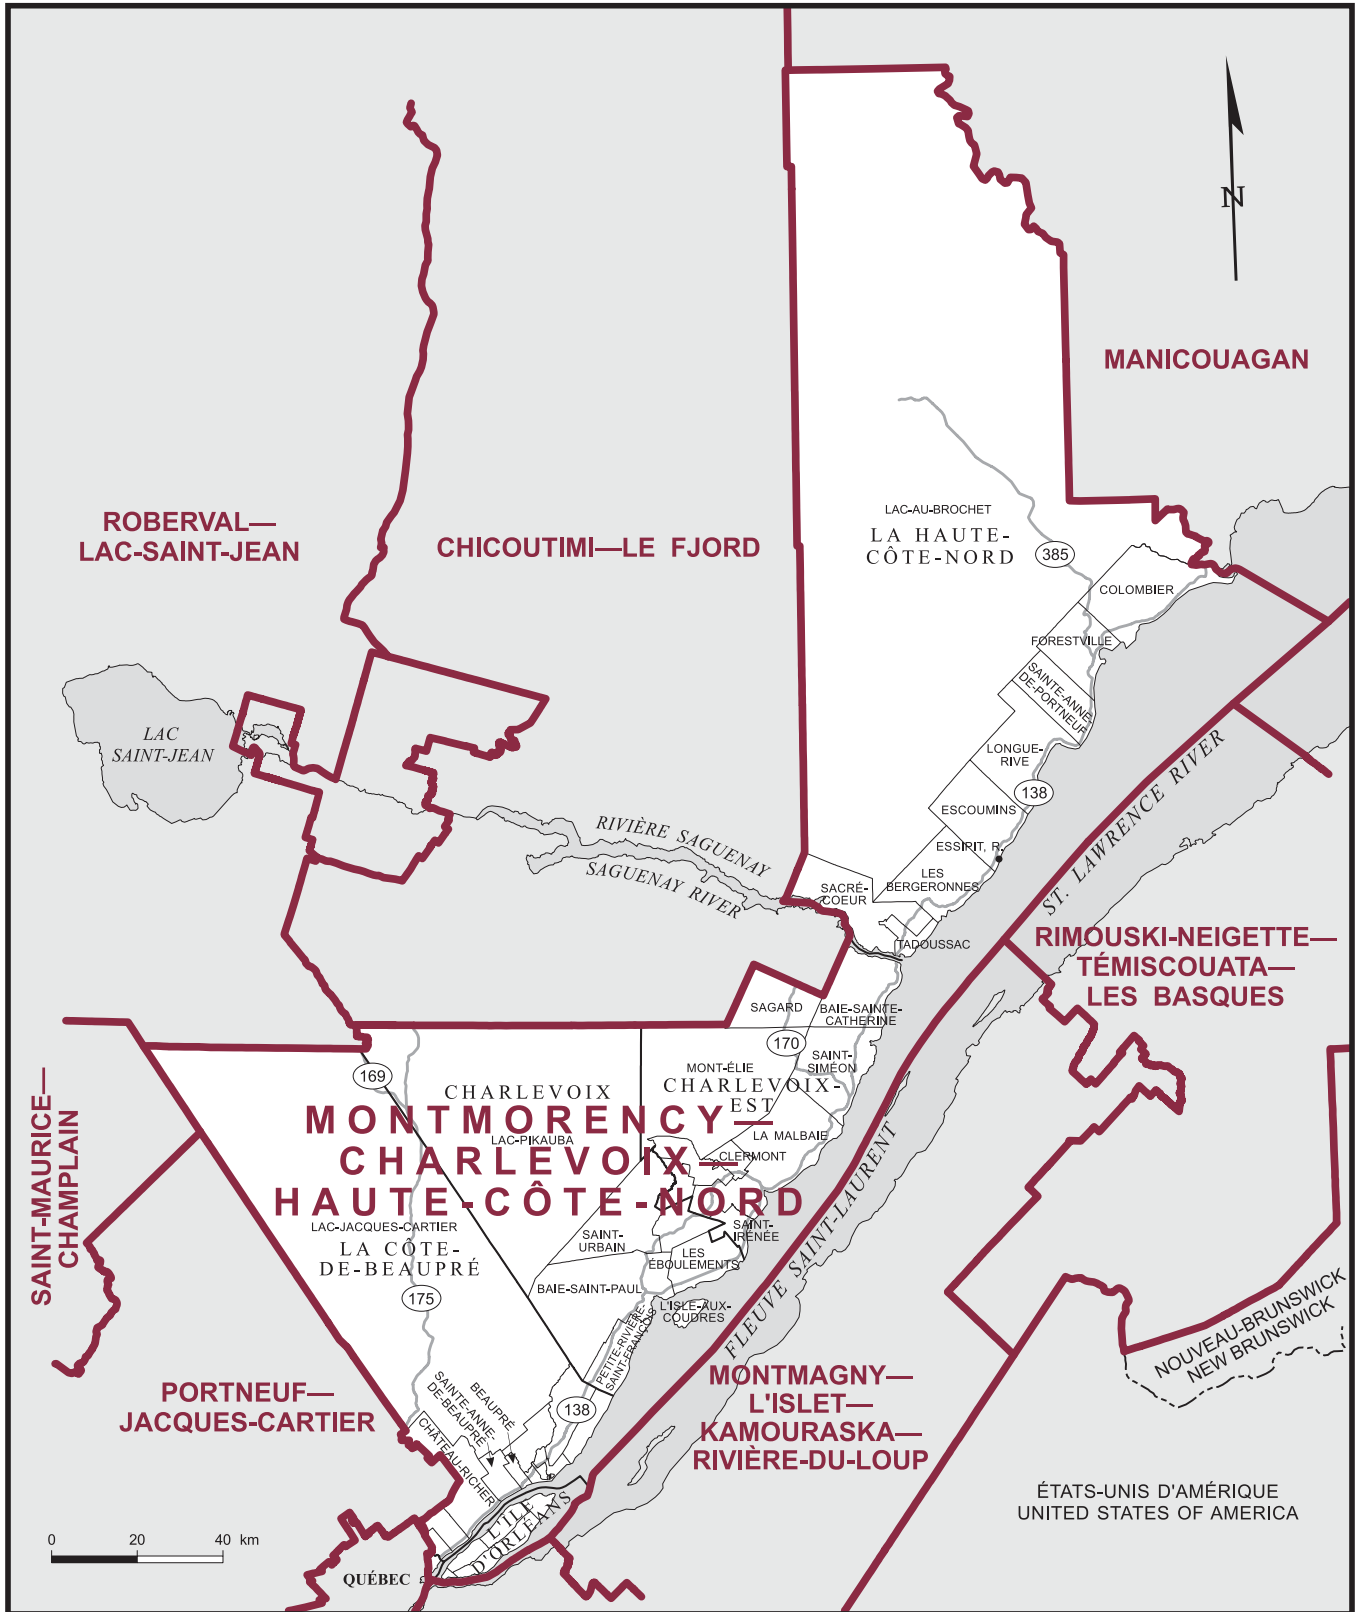 N
MANICOUAGAN
ROBERVAL—
LAC-SAINT-JEAN
CHICOUTIMI—LE FJORD
LAC-AU-BROCHET
LA HAUTE-
CÔTE-NORD
385
COLOMBIER
FORESTVILLE
SAINTE-ANNE-
DE-PORTNEUF
LAC
SAINT-JEAN
LONGUE-
RIVE
138
ESCOUMINS
RIVIÈRE SAGUENAY
SAGUENAY RIVER
ESSIPIT, R.
LES
BERGERONNES
SACRÉ-
COEUR
TADOUSSAC
ST. LAWRENCE RIVER
RIMOUSKI-NEIGETTE—
TÉMISCOUATA—
LES BASQUES
SAGARD
BAIE-SAINTE-
CATHERINE
170
SAINT-
SIMÉON
169
MONT-ÉLIE
CHARLEVOIX
CHARLEVOIX-
EST
MONTMORENCY—
CHARLEVOIX—
HAUTE-CÔTE-NORD
LAC-PIKAUBA
LA MALBAIE
CLERMONT
SAINT-MAURICE—
CHAMPLAIN
LAC-JACQUES-CARTIER
LA CÔTE-
DE-BEAUPRÉ
SAINT-
URBAIN
SAINT-
IRÉNÉE
LES
ÉBOULEMENTS
BAIE-SAINT-PAUL
175
L'ISLE-AUX-
COUDRES
FLEUVE SAINT-LAURENT
PETITE-RIVIÈRE-
SAINT-FRANÇOIS
NOUVEAU-BRUNSWICK
NEW BRUNSWICK
PORTNEUF—
JACQUES-CARTIER
MONTMAGNY—
L'ISLET—
KAMOURASKA—
RIVIÈRE-DU-LOUP
BEAUPRÉ
SAINTE-ANNE-
DE-BEAUPRÉ
138
CHÂTEAU-RICHER
L'ILE
D'ORLÉANS
ÉTATS-UNIS D'AMÉRIQUE
UNITED STATES OF AMERICA
0 20 40 km
QUÉBEC